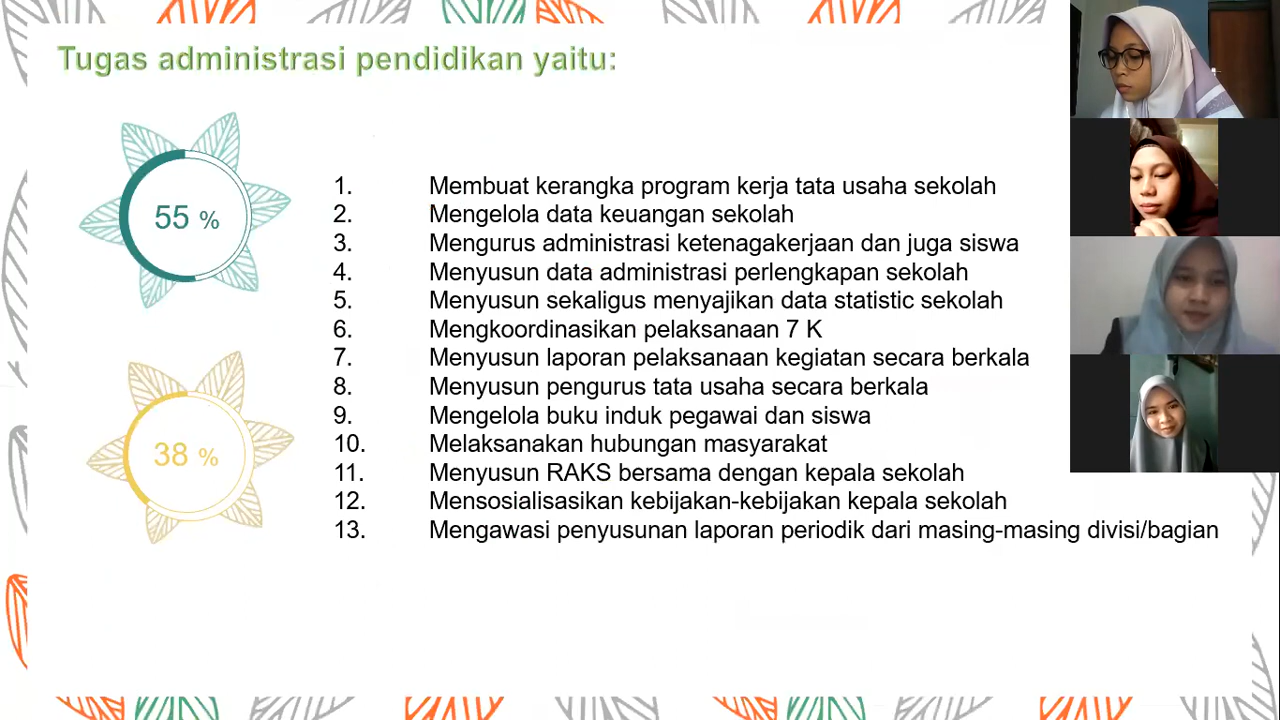 Tugas administrasi pendidikan yaitu:
55 %
38 %
1. Membuat kerangka program kerja tata usaha sekolah
2. Mengelola data keuangan sekolah
3. Mengurus administrasi ketenagakerjaan dan juga siswa
4. Menyusun data administrasi perlengkapan sekolah
5. Menyusun sekaligus menyajikan data statistic sekolah
6. Mengkoordinasikan pelaksanaan 7 K
7. Menyusun laporan pelaksanaan kegiatan secara berkala
8. Menyusun pengurus tata usaha secara berkala
9. Mengelola buku induk pegawai dan siswa
10. Melaksanakan hubungan masyarakat
11. Menyusun RAKS bersama dengan kepala sekolah
12. Mensosialisasikan kebijakan-kebijakan kepala sekolah
13. Mengawasi penyusunan laporan periodik dari masing-masing divisi/bagian